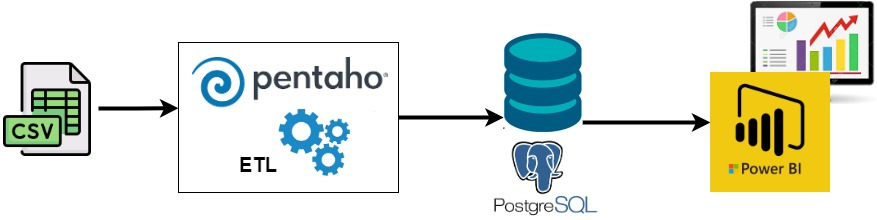 CSV
pentaho®
ETL
PostgreSQL
Power BI